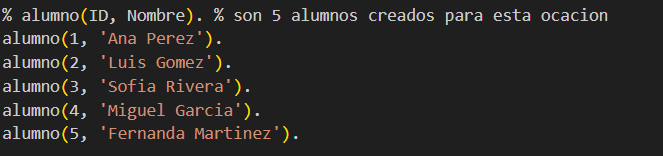 % alumno(ID, Nombre). % son 5 alumnos creados para esta ocacion
alumno(1, 'Ana Perez').
alumno(2, 'Luis Gomez').
alumno(3, 'Sofia Rivera').
alumno(4, 'Miguel Garcia').
alumno(5, 'Fernanda Martinez').